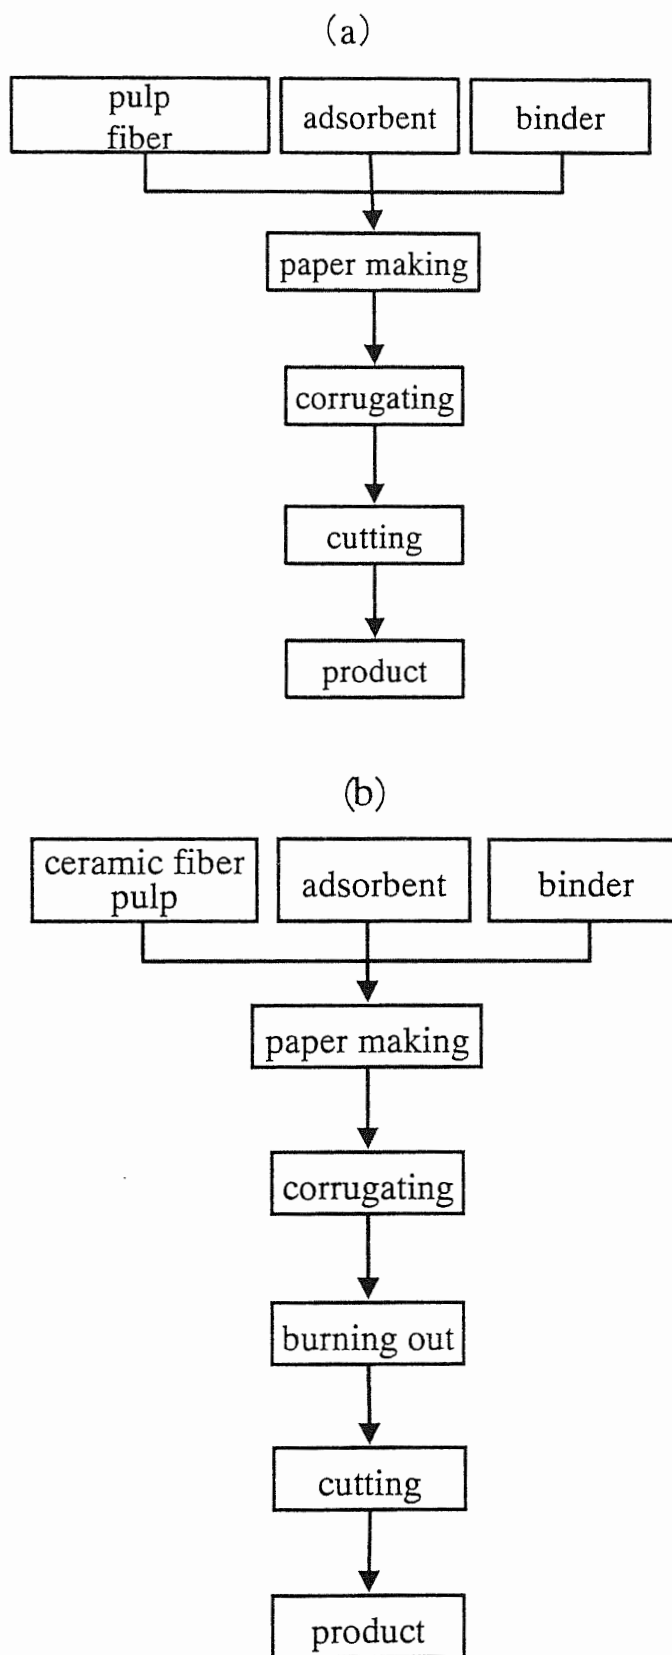 (a)
pulp
fiber
adsorbent
binder
paper making
corrugating
cutting
product
(b)
ceramic fiber
pulp
adsorbent
binder
paper making
corrugating
burning out
cutting
product